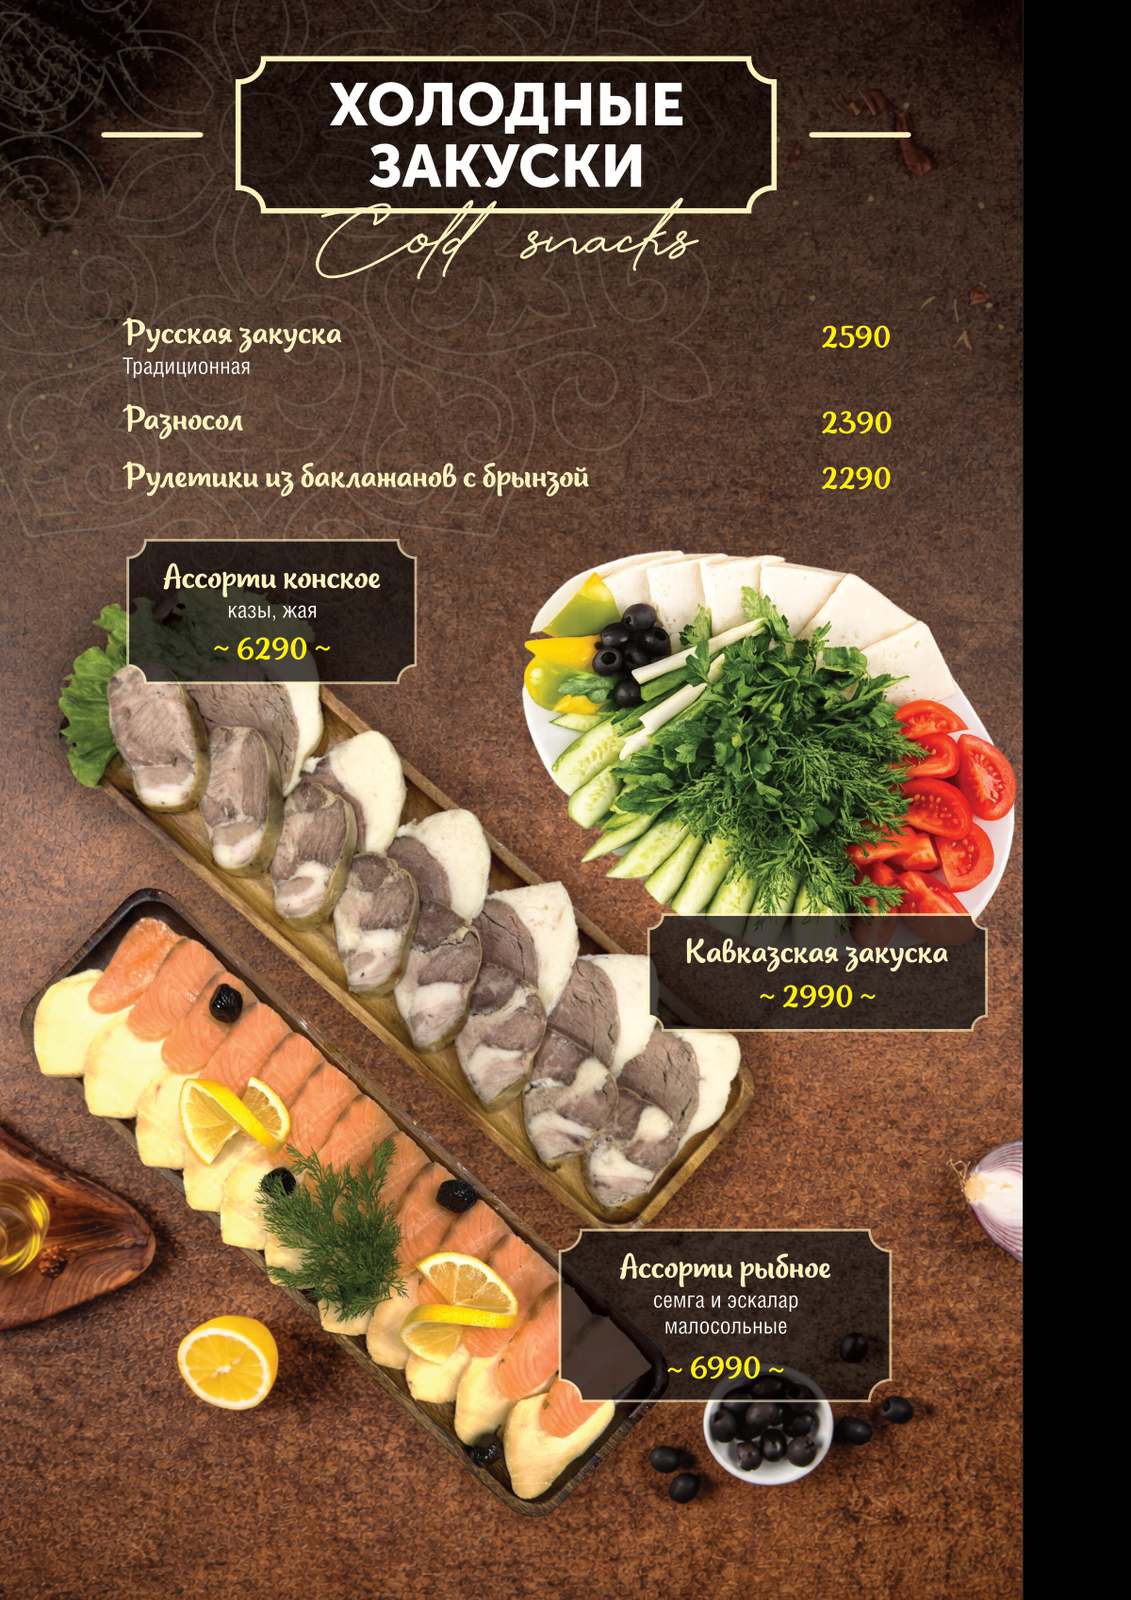 ХОЛОДНЫЕ
ЗАКУСКИ
Cold snacks
Русская закуска 2590
Традиционная
Разносол 2390
Рулетики из баклажанов с брынзой 2290
Ассорти конское
казы, жая
~ 6290 ~
Кавказская закуска
~ 2990 ~
Ассорти рыбное
семга и эскалар
малосольные
~ 6990 ~